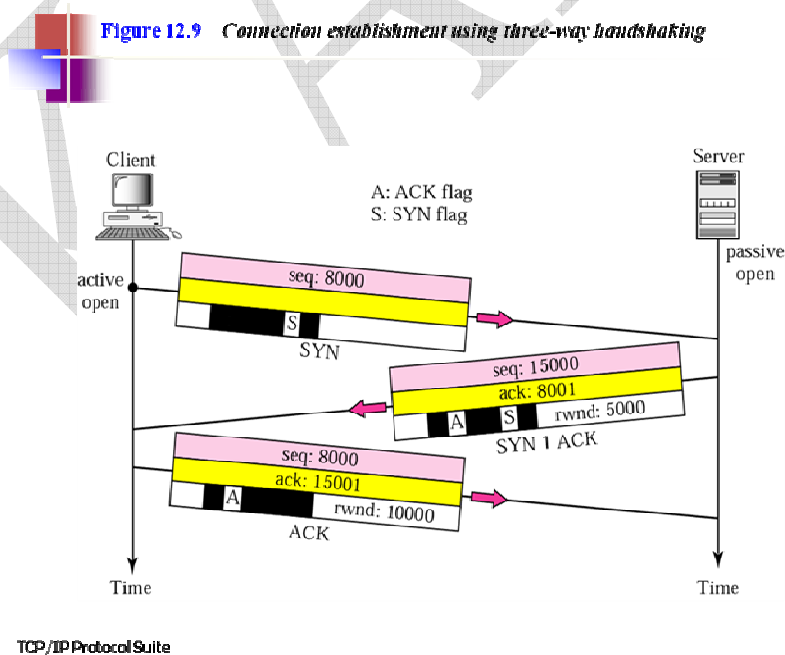 Figure 12.9 Connection establishment using three-way handshaking
Client
Server
A: ACK flag
S: SYN flag
passive
open
active
open
seq: 8000
S
SYN
seq: 15000
ack: 8001
A S rwnd: 5000
SYN 1 ACK
seq: 8000
ack: 15001
A rwnd: 10000
ACK
Time
Time
TCP/IP Protocol Suite